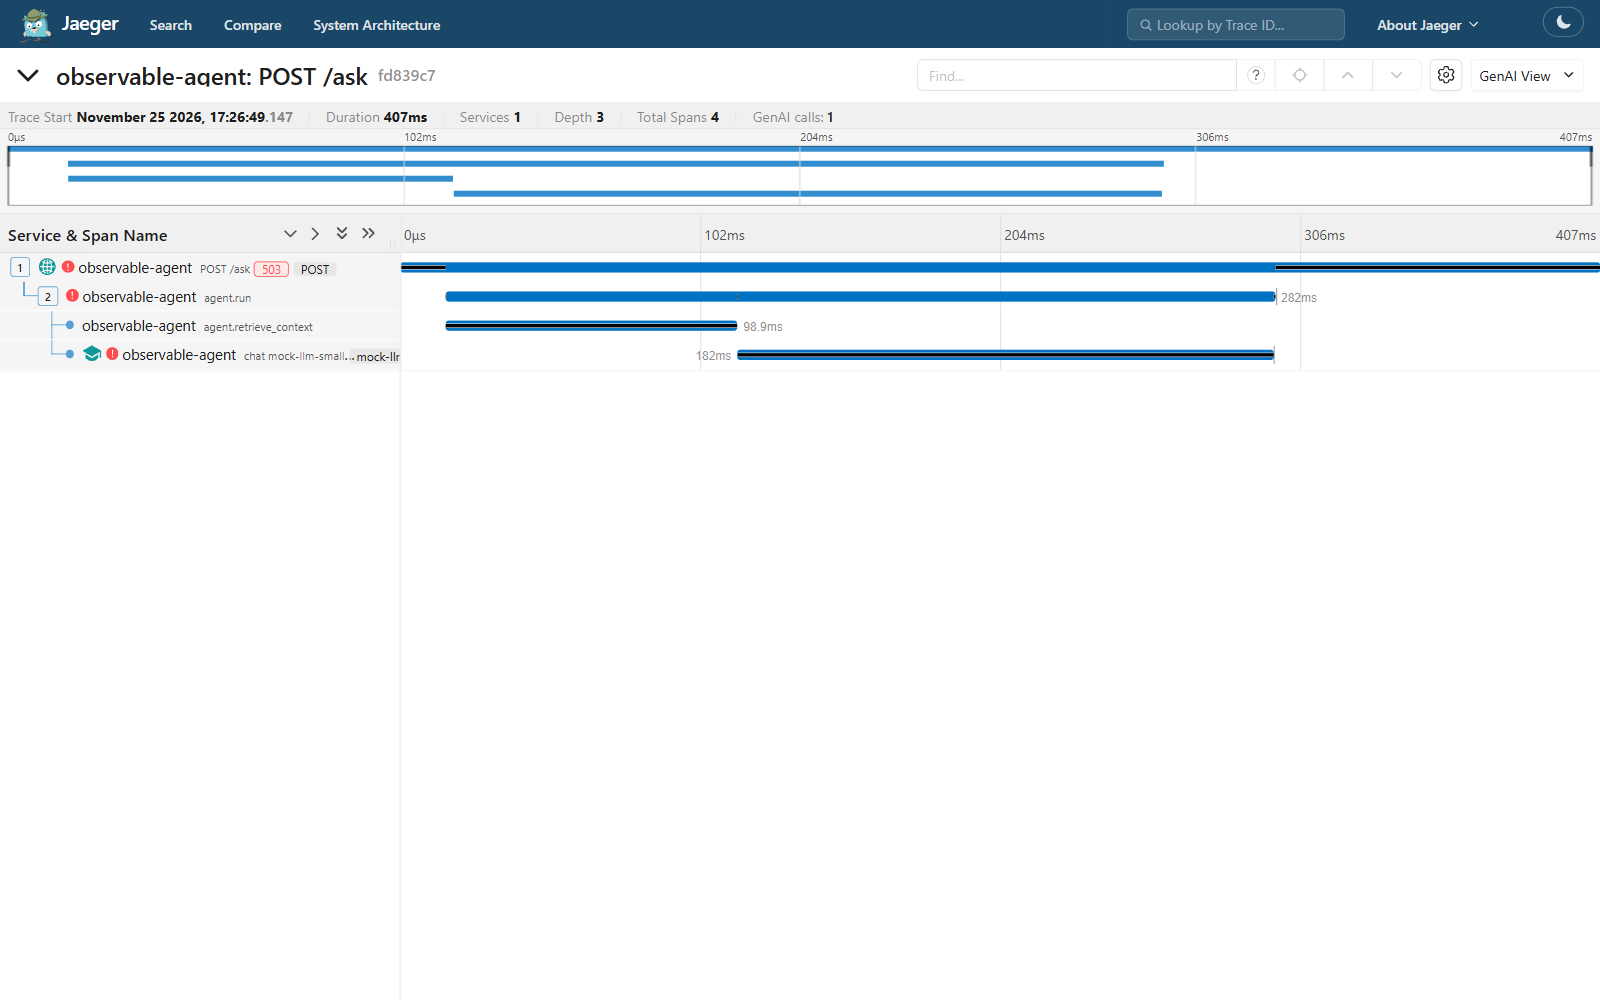 Jaeger Search Compare System Architecture Lookup by Trace ID... About Jaeger
observable-agent: POST /ask fd839c7 Find... ? GenAI View
Trace Start November 25 2026, 17:26:49.147 Duration 407ms Services 1 Depth 3 Total Spans 4 GenAI calls: 1
0μs 102ms 204ms 306ms 407ms
Service & Span Name 0μs 102ms 204ms 306ms 407ms
1 observable-agent POST /ask 503 POST
2 observable-agent agent.run 282ms
observable-agent agent.retrieve_context 98.9ms
observable-agent chat mock-llm-small... mock-llr 182ms